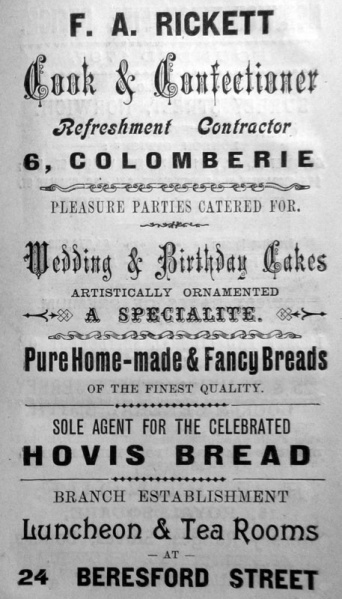 F. A. RICKETT
Cook & Confectioner
Refreshment Contractor
6, COLOMBERIE
PLEASURE PARTIES CATERED FOR.
Wedding & Birthday Cakes
ARTISTICALLY ORNAMENTED
A SPECIALITE.
Pure Home-made & Fancy Breads
OF THE FINEST QUALITY.
SOLE AGENT FOR THE CELEBRATED
HOVIS BREAD
BRANCH ESTABLISHMENT
Luncheon & Tea Rooms
— AT —
24 BERESFORD STREET